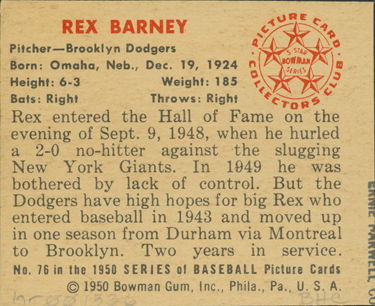 REX BARNEY
Pitcher—Brooklyn Dodgers
Born: Omaha, Neb., Dec. 19, 1924
Height: 6-3 Weight: 185
Bats: Right Throws: Right
PICTURE CARD
COLLECTORS CLUB
5-STAR
BOWMAN
SERIES
Rex entered the Hall of Fame on the
evening of Sept. 9, 1948, when he hurled
a 2-0 no-hitter against the slugging
New York Giants. In 1949 he was
bothered by lack of control. But the
Dodgers have high hopes for big Rex who
entered baseball in 1943 and moved up
in one season from Durham via Montreal
to Brooklyn. Two years in service.
No. 76 in the 1950 SERIES of BASEBALL Picture Cards
©1950 Bowman Gum, Inc., Phila., Pa., U. S. A.